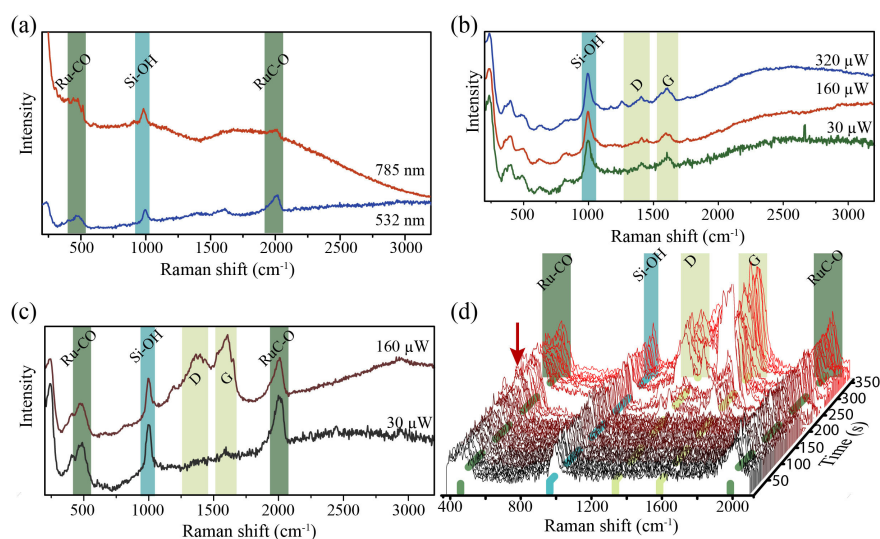 (a)
Ru-CO
Si-OH
RuC-O
Intensity
785 nm
532 nm
500 1000 1500 2000 2500 3000
Raman shift (cm⁻¹)
(b)
Si-OH
D
G
320 µW
160 µW
30 µW
Intensity
500 1000 1500 2000 2500 3000
Raman shift (cm⁻¹)
(c)
Ru-CO
Si-OH
D
G
RuC-O
160 µW
30 µW
Intensity
500 1000 1500 2000 2500 3000
Raman shift (cm⁻¹)
(d)
Ru-CO
Si-OH
D
G
RuC-O
350
300
250
200
150
100
50
Time (s)
400 800 1200 1600 2000
Raman shift (cm⁻¹)